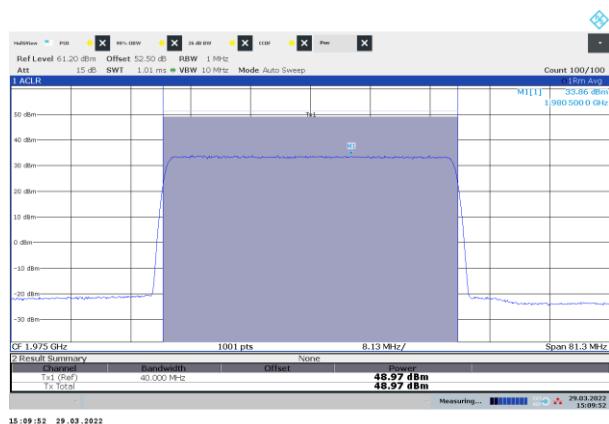 MultiView PSD X 99% OBW X 26 dB BW X CCDF X Pwr X
Ref Level 61.20 dBm Offset 52.50 dB RBW 1 MHz
Att 15 dB SWT 1.01 ms VBW 10 MHz Mode Auto Sweep Count 100/100
1 ACLR 1Rm Avg
M1[1] 33.86 dBm
1.980 500 0 GHz
50 dBm
Tx1
40 dBm
M1
30 dBm
20 dBm
10 dBm
0 dBm
-10 dBm
-20 dBm
-30 dBm
CF 1.975 GHz 1001 pts 8.13 MHz/ Span 81.3 MHz
2 Result Summary None
Channel Bandwidth Offset Power
Tx1 (Ref) 40.000 MHz 48.97 dBm
Tx Total 48.97 dBm
Measuring... 29.03.2022
15:09:52
15:09:52 29.03.2022